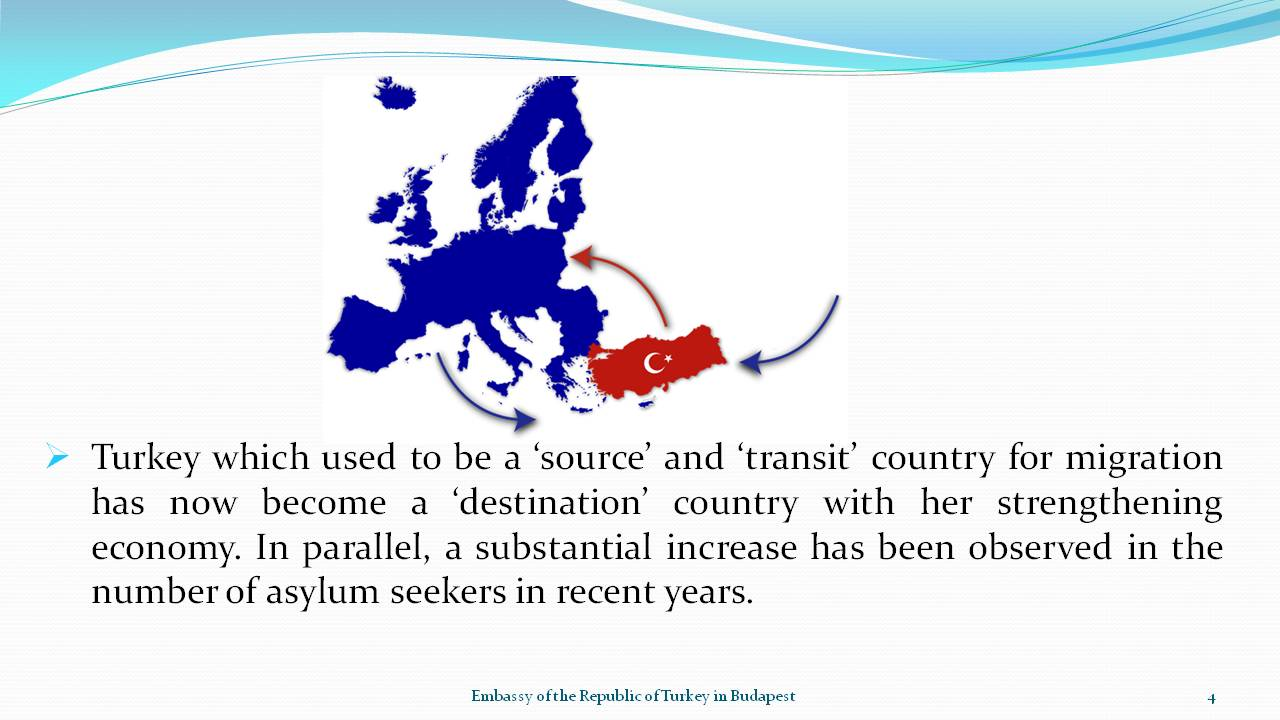 Turkey which used to be a ‘source’ and ‘transit’ country for migration
has now become a ‘destination’ country with her strengthening
economy. In parallel, a substantial increase has been observed in the
number of asylum seekers in recent years.
Embassy of the Republic of Turkey in Budapest
4